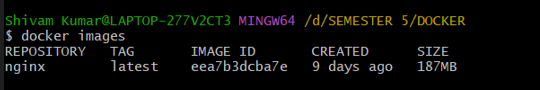 Shivam Kumar@LAPTOP-277V2CT3 MINGW64 /d/SEMESTER 5/DOCKER
$ docker images
REPOSITORY   TAG       IMAGE ID       CREATED      SIZE
nginx        latest    eea7b3dcba7e   9 days ago   187MB